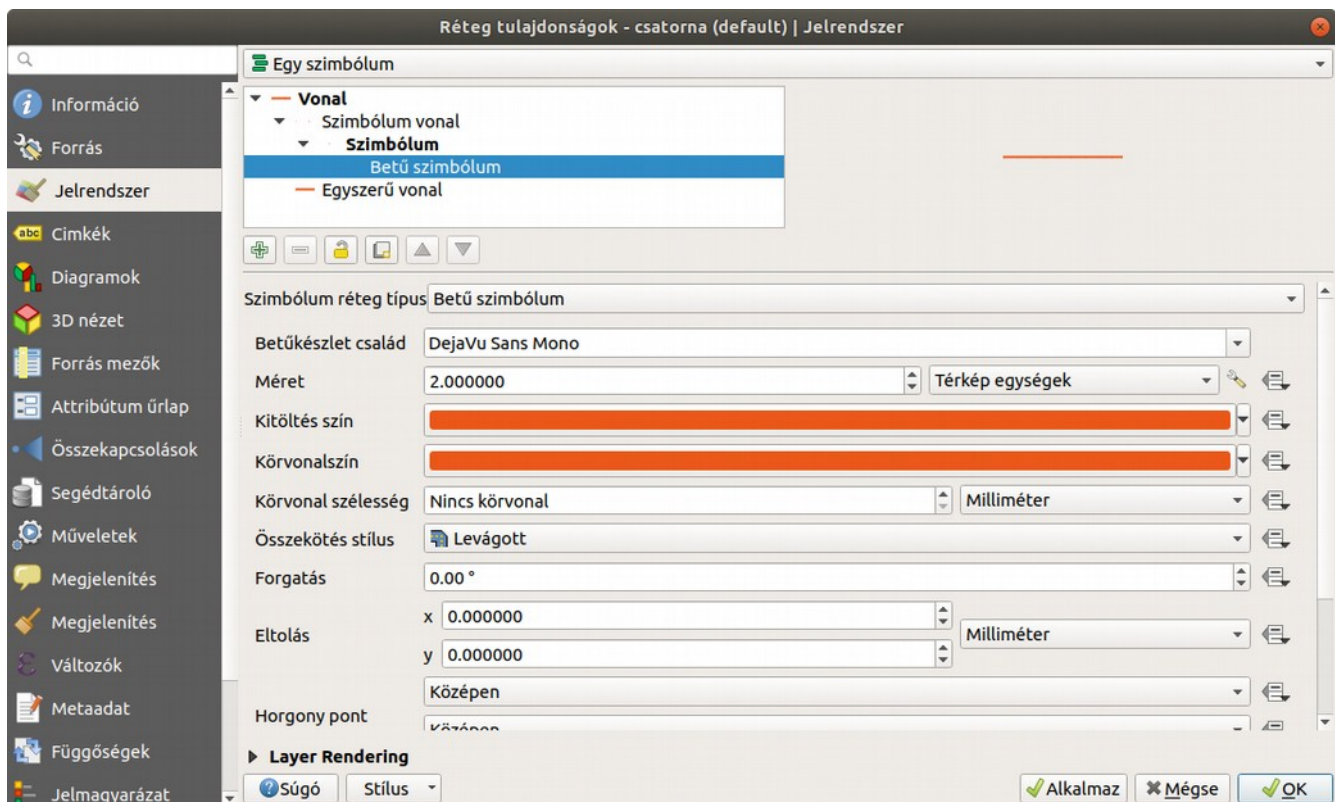 Réteg tulajdonságok - csatorna (default) | Jelrendszer
Egy szimbólum
Információ
Forrás
Jelrendszer
Cimkék
Diagramok
3D nézet
Forrás mezők
Attribútum űrlap
Összekapcsolások
Segédtároló
Műveletek
Megjelenítés
Megjelenítés
Változók
Metaadat
Függőségek
Jelmagyarázat
Vonal
Szimbólum vonal
Szimbólum
Betű szimbólum
Egyszerű vonal
Szimbólum réteg típus Betű szimbólum
Betűkészlet család DejaVu Sans Mono
Méret 2.000000 Térkép egységek
Kitöltés szín
Körvonalszín
Körvonal szélesség Nincs körvonal Milliméter
Összekötés stílus Levágott
Forgatás 0.00 °
Eltolás x 0.000000 Milliméter
y 0.000000
Horgony pont Középen
Középen
Layer Rendering
Súgó Stílus Alkalmaz Mégse OK